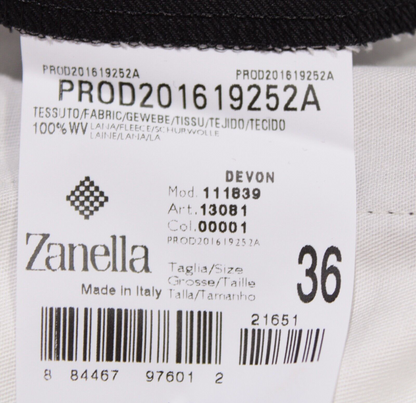 PROD201619252A PROD201619252A
PROD201619252A
TESSUTO/FABRIC/GEWEBE/TISSU/TEJIDO/TECIDO
100% WV LANA/FLEECE/SCHURWOLLE
LAINE/LANA/LA
DEVON
Mod. 111839
Art. 13081
Col. 00001
PROD201619252A
Zanella
Made in Italy
Taglia/Size
Grosse/Taille
Talla/Tamanho
36
21651
8 84467 97601 2